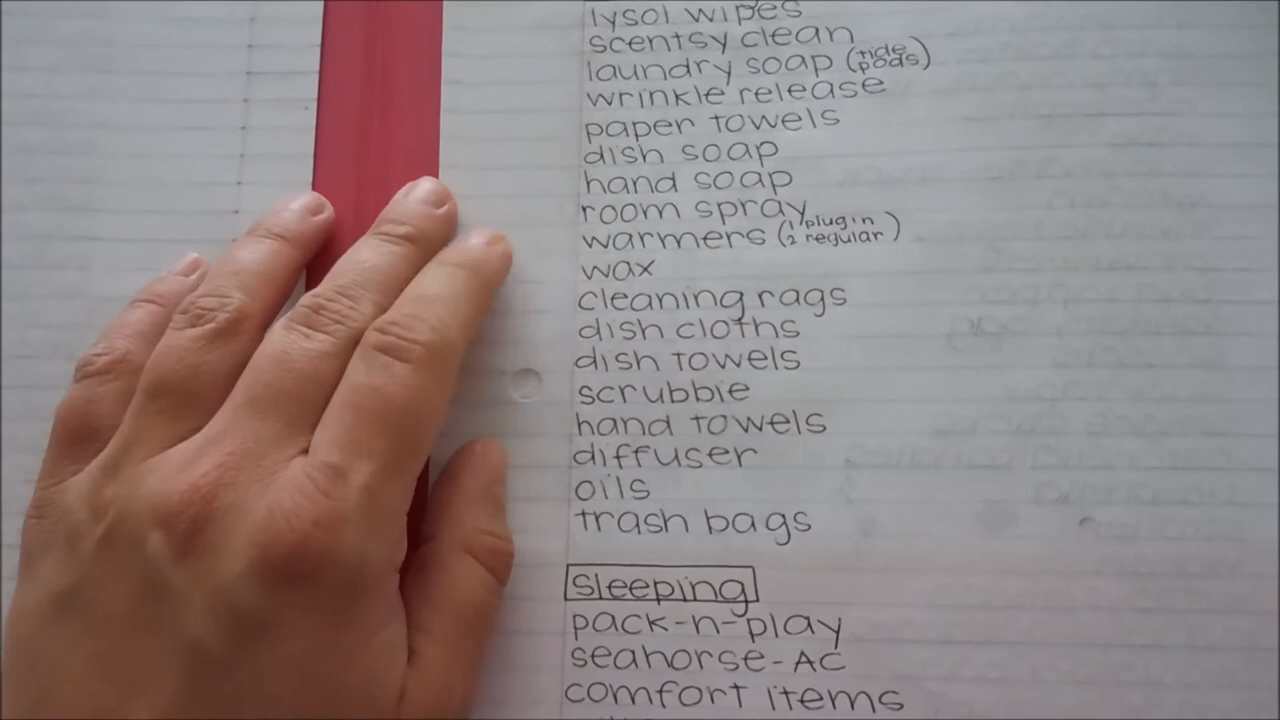 lysol wipes
scentsy clean
laundry soap (tide pods)
wrinkle release
paper towels
dish soap
hand soap
room spray
warmers (1 plugin 2 regular)
wax
cleaning rags
dish cloths
dish towels
scrubbie
hand towels
diffuser
oils
trash bags
sleeping
pack-n-play
seahorse-AC
comfort items